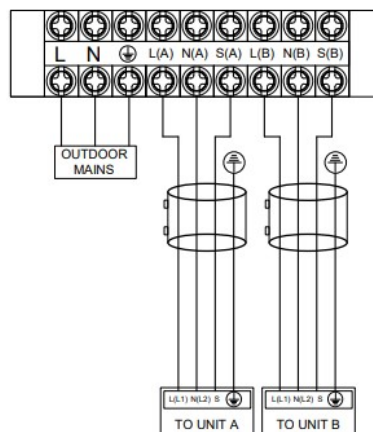 L N L(A) N(A) S(A) L(B) N(B) S(B)
OUTDOOR
MAINS
L(L1) N(L2) S
L(L1) N(L2) S
TO UNIT A
TO UNIT B